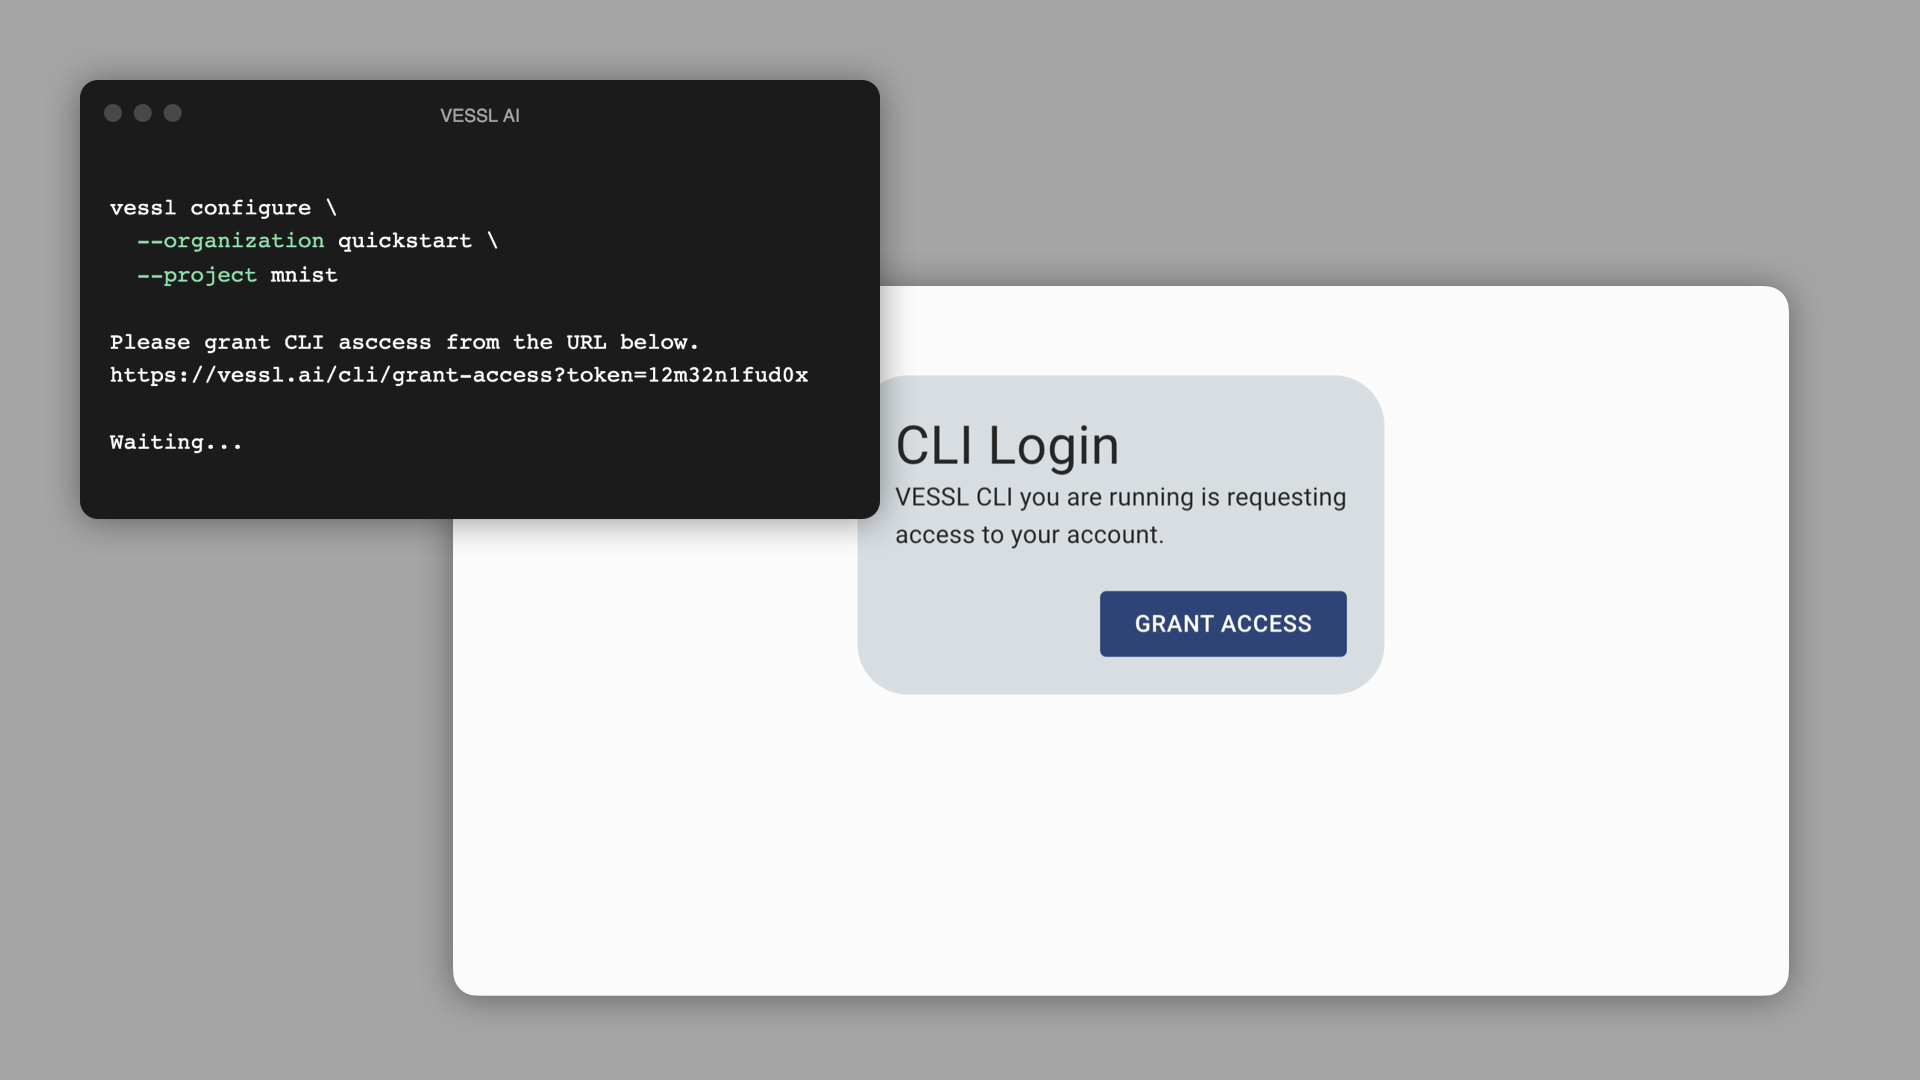 VESSL AI
vessl configure \
--organization quickstart \
--project mnist
Please grant CLI asccess from the URL below.
https://vessl.ai/cli/grant-access?token=12m32n1fud0x
Waiting...
CLI Login
VESSL CLI you are running is requesting
access to your account.
GRANT ACCESS